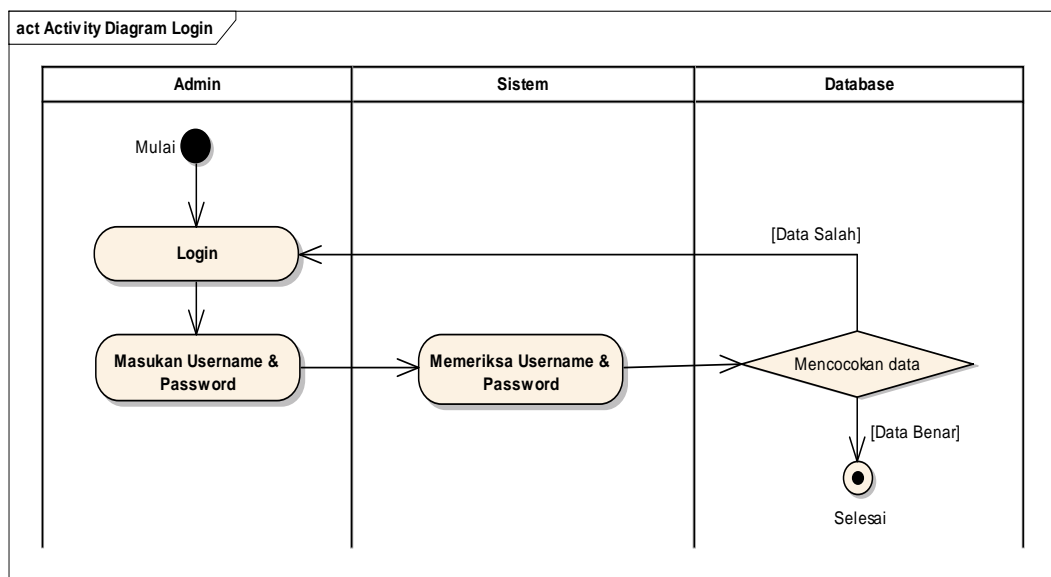 act Activity Diagram Login
Admin
Sistem
Database
Mulai
Login
[Data Salah]
Masukan Username &
Password
Memeriksa Username &
Password
Mencocokan data
[Data Benar]
Selesai